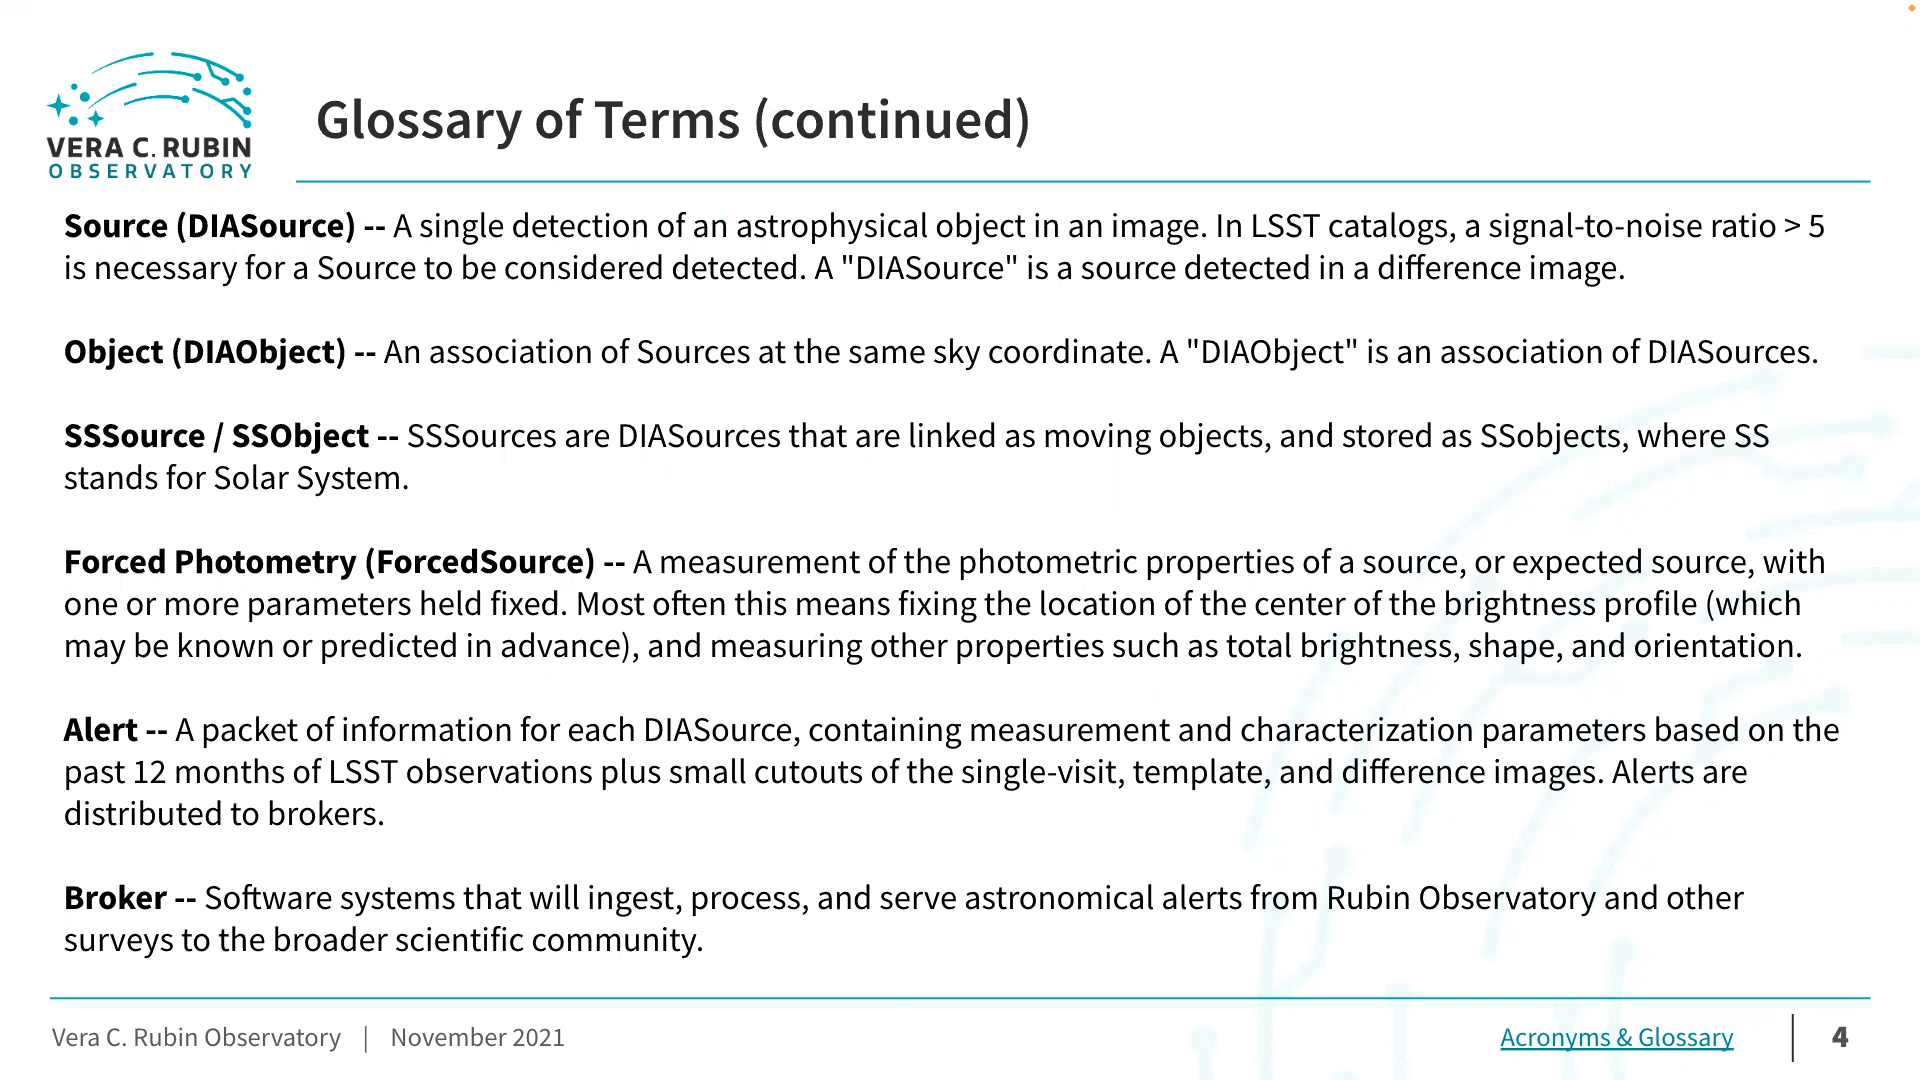 VERA C. RUBIN
OBSERVATORY
Glossary of Terms (continued)
Source (DIASource) -- A single detection of an astrophysical object in an image. In LSST catalogs, a signal-to-noise ratio > 5
is necessary for a Source to be considered detected. A "DIASource" is a source detected in a difference image.
Object (DIAObject) -- An association of Sources at the same sky coordinate. A "DIAObject" is an association of DIASources.
SSSource / SSObject -- SSSources are DIASources that are linked as moving objects, and stored as SSobjects, where SS
stands for Solar System.
Forced Photometry (ForcedSource) -- A measurement of the photometric properties of a source, or expected source, with
one or more parameters held fixed. Most often this means fixing the location of the center of the brightness profile (which
may be known or predicted in advance), and measuring other properties such as total brightness, shape, and orientation.
Alert -- A packet of information for each DIASource, containing measurement and characterization parameters based on the
past 12 months of LSST observations plus small cutouts of the single-visit, template, and difference images. Alerts are
distributed to brokers.
Broker -- Software systems that will ingest, process, and serve astronomical alerts from Rubin Observatory and other
surveys to the broader scientific community.
Vera C. Rubin Observatory | November 2021
Acronyms & Glossary | 4